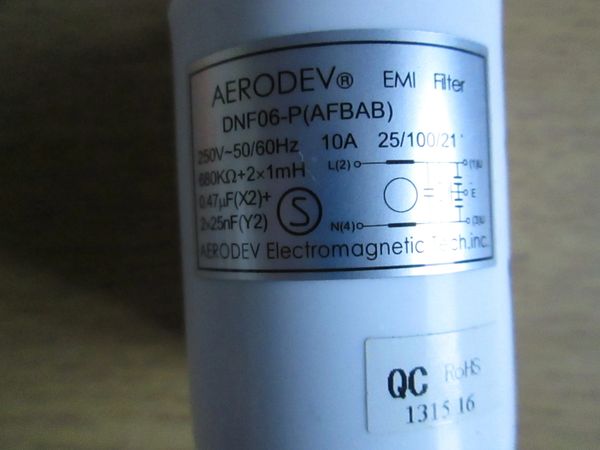 AERODEV® EMI Filter
DNF06-P(AFBAB)
250V~50/60Hz 10A 25/100/21
680KΩ+2×1mH L(2) (1)L'
0.47μF(X2)+ S E
2×25nF(Y2) N(4)
AERODEV Electromagnetic Tech.,inc.
QC RoHS
1315 16